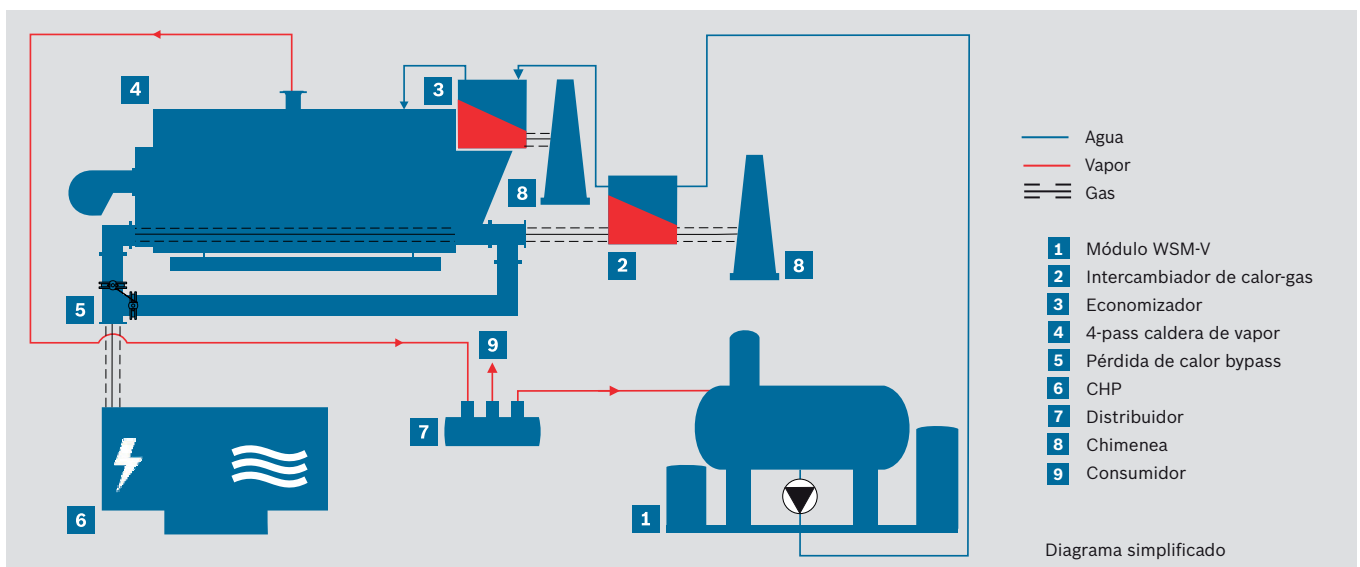 4
3
8
2
8
5
9
7
6
1
Agua
Vapor
Gas
1 Módulo WSM-V
2 Intercambiador de calor-gas
3 Economizador
4 4-pass caldera de vapor
5 Pérdida de calor bypass
6 CHP
7 Distribuidor
8 Chimenea
9 Consumidor
Diagrama simplificado